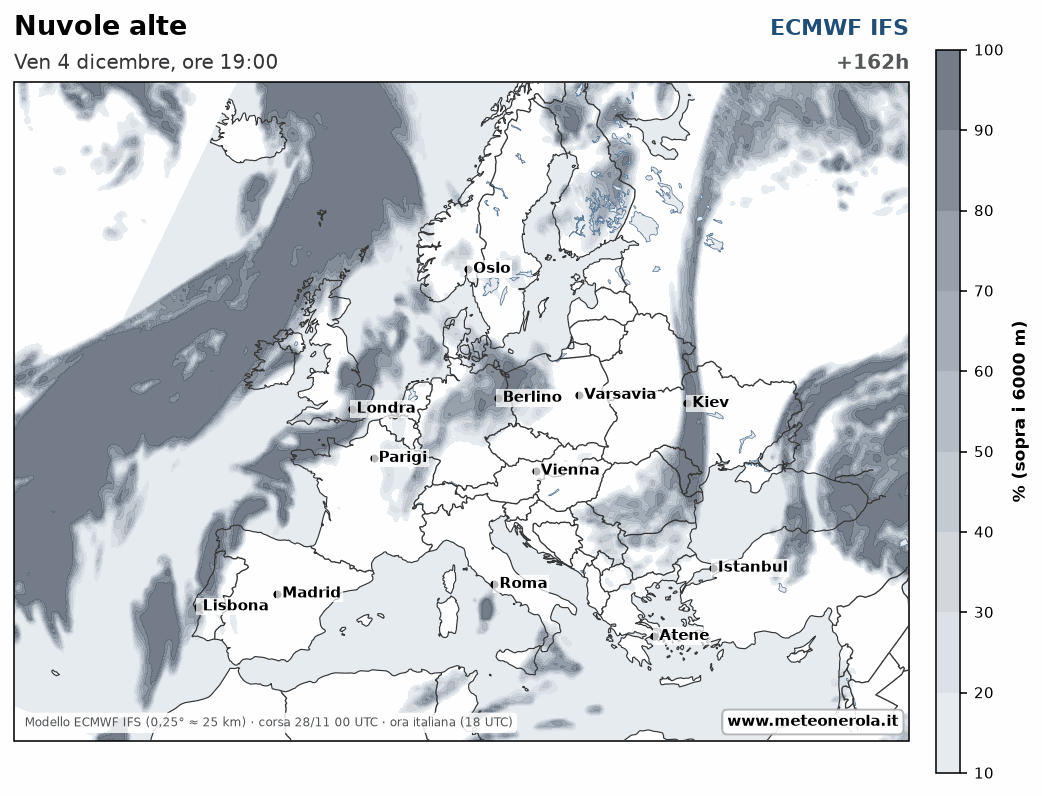 Nuvole alte
ECMWF IFS
Ven 4 dicembre, ore 19:00
+162h
100
90
80
70
60
50
40
30
20
10
% (sopra i 6000 m)
Oslo
Berlino
Varsavia
Kiev
Londra
Parigi
Vienna
Istanbul
Roma
Madrid
Lisbona
Atene
Modello ECMWF IFS (0,25° ≈ 25 km) · corsa 28/11 00 UTC · ora italiana (18 UTC)
www.meteonerola.it